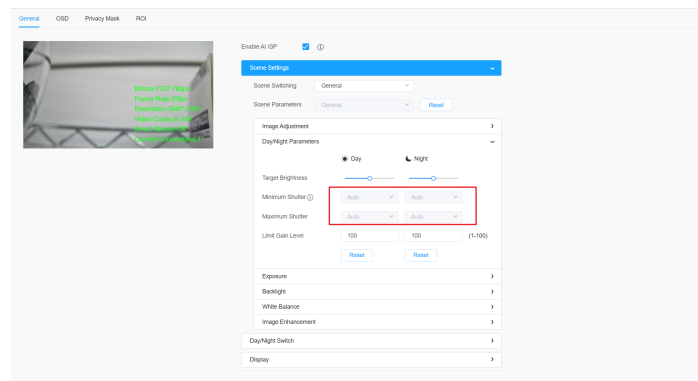 General OSD Privacy Mask ROI
Enable AI ISP
Scene Settings
Scene Switching General
Scene Parameters General Reset
Image Adjustment
Day/Night Parameters
Day Night
Target Brightness
Minimum Shutter Auto Auto
Maximum Shutter Auto Auto
Limit Gain Level 100 100 (1-100)
Reset Reset
Exposure
Backlight
White Balance
Image Enhancement
Day/Night Switch
Display
Frame Rate:
Resolution:
Video Codec: